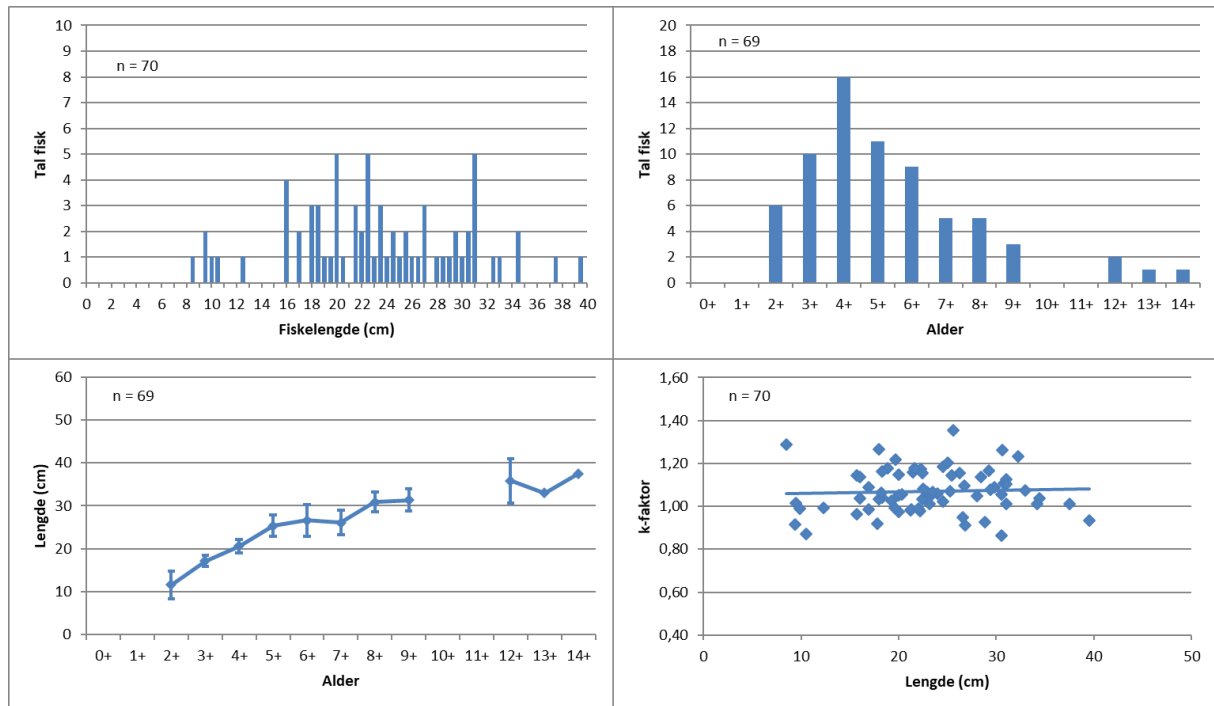 10
9
8
7
6
5
4
3
2
1
0
Tal fisk
n = 70
0 2 4 6 8 10 12 14 16 18 20 22 24 26 28 30 32 34 36 38 40
Fiskelengde (cm)
20
18
16
14
12
10
8
6
4
2
0
Tal fisk
n = 69
0+ 1+ 2+ 3+ 4+ 5+ 6+ 7+ 8+ 9+ 10+ 11+ 12+ 13+ 14+
Alder
60
50
40
30
20
10
0
Lengde (cm)
n = 69
0+ 1+ 2+ 3+ 4+ 5+ 6+ 7+ 8+ 9+ 10+ 11+ 12+ 13+ 14+
Alder
1,60
1,40
1,20
1,00
0,80
0,60
0,40
k-faktor
n = 70
0 10 20 30 40 50
Lengde (cm)